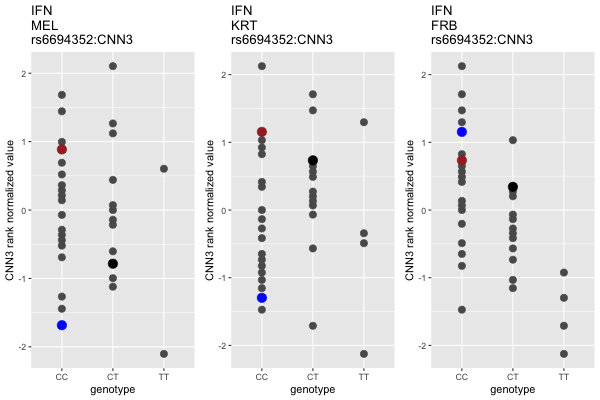 IFN
MEL
rs6694352:CNN3
IFN
KRT
rs6694352:CNN3
IFN
FRB
rs6694352:CNN3
CNN3 rank normalized value
2
1
0
-1
-2
CC CT TT
genotype
CNN3 rank normalized value
2
1
0
-1
-2
CC CT TT
genotype
CNN3 rank normalized value
2
1
0
-1
-2
CC CT TT
genotype